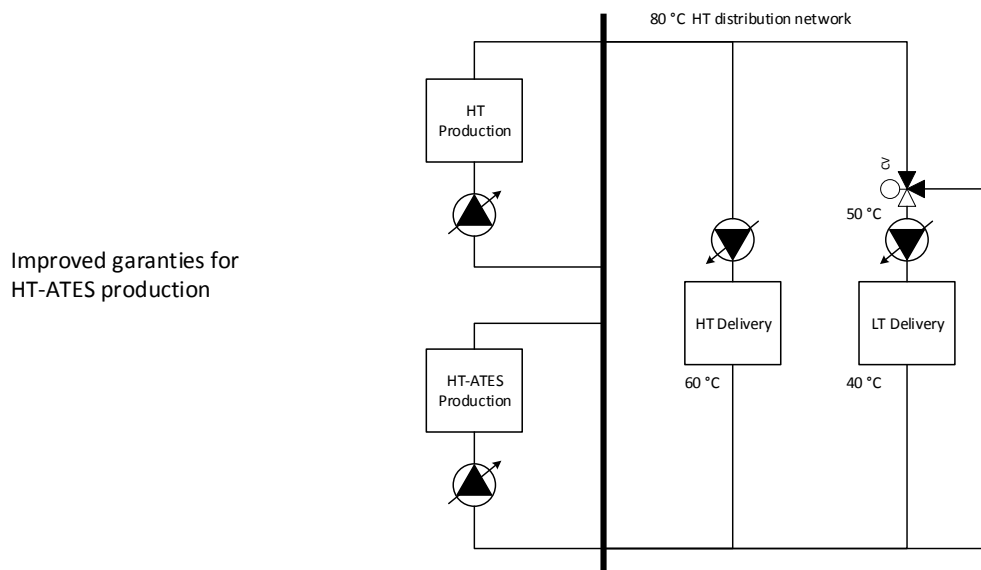 80 °C HT distribution network
HT
Production
CV
50 °C
Improved garanties for
HT-ATES production
HT Delivery
LT Delivery
HT-ATES
Production
60 °C
40 °C